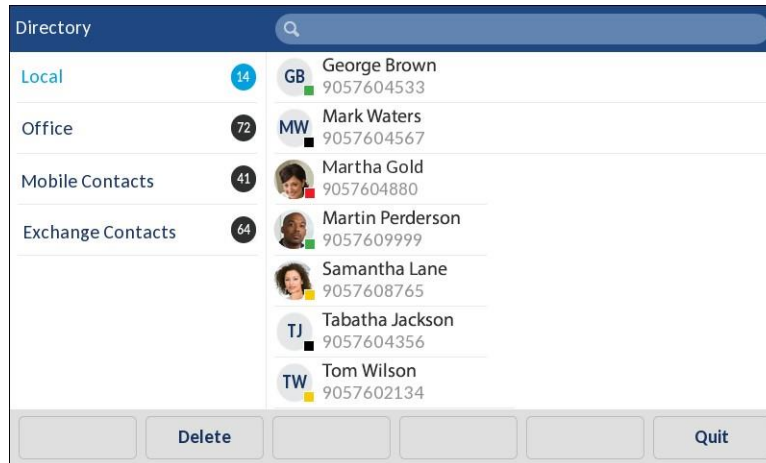 Directory
Local 14
Office 72
Mobile Contacts 41
Exchange Contacts 64
GB George Brown
9057604533
MW Mark Waters
9057604567
Martha Gold
9057604880
Martin Perderson
9057609999
Samantha Lane
9057608765
TJ Tabatha Jackson
9057604356
TW Tom Wilson
9057602134
Delete Quit